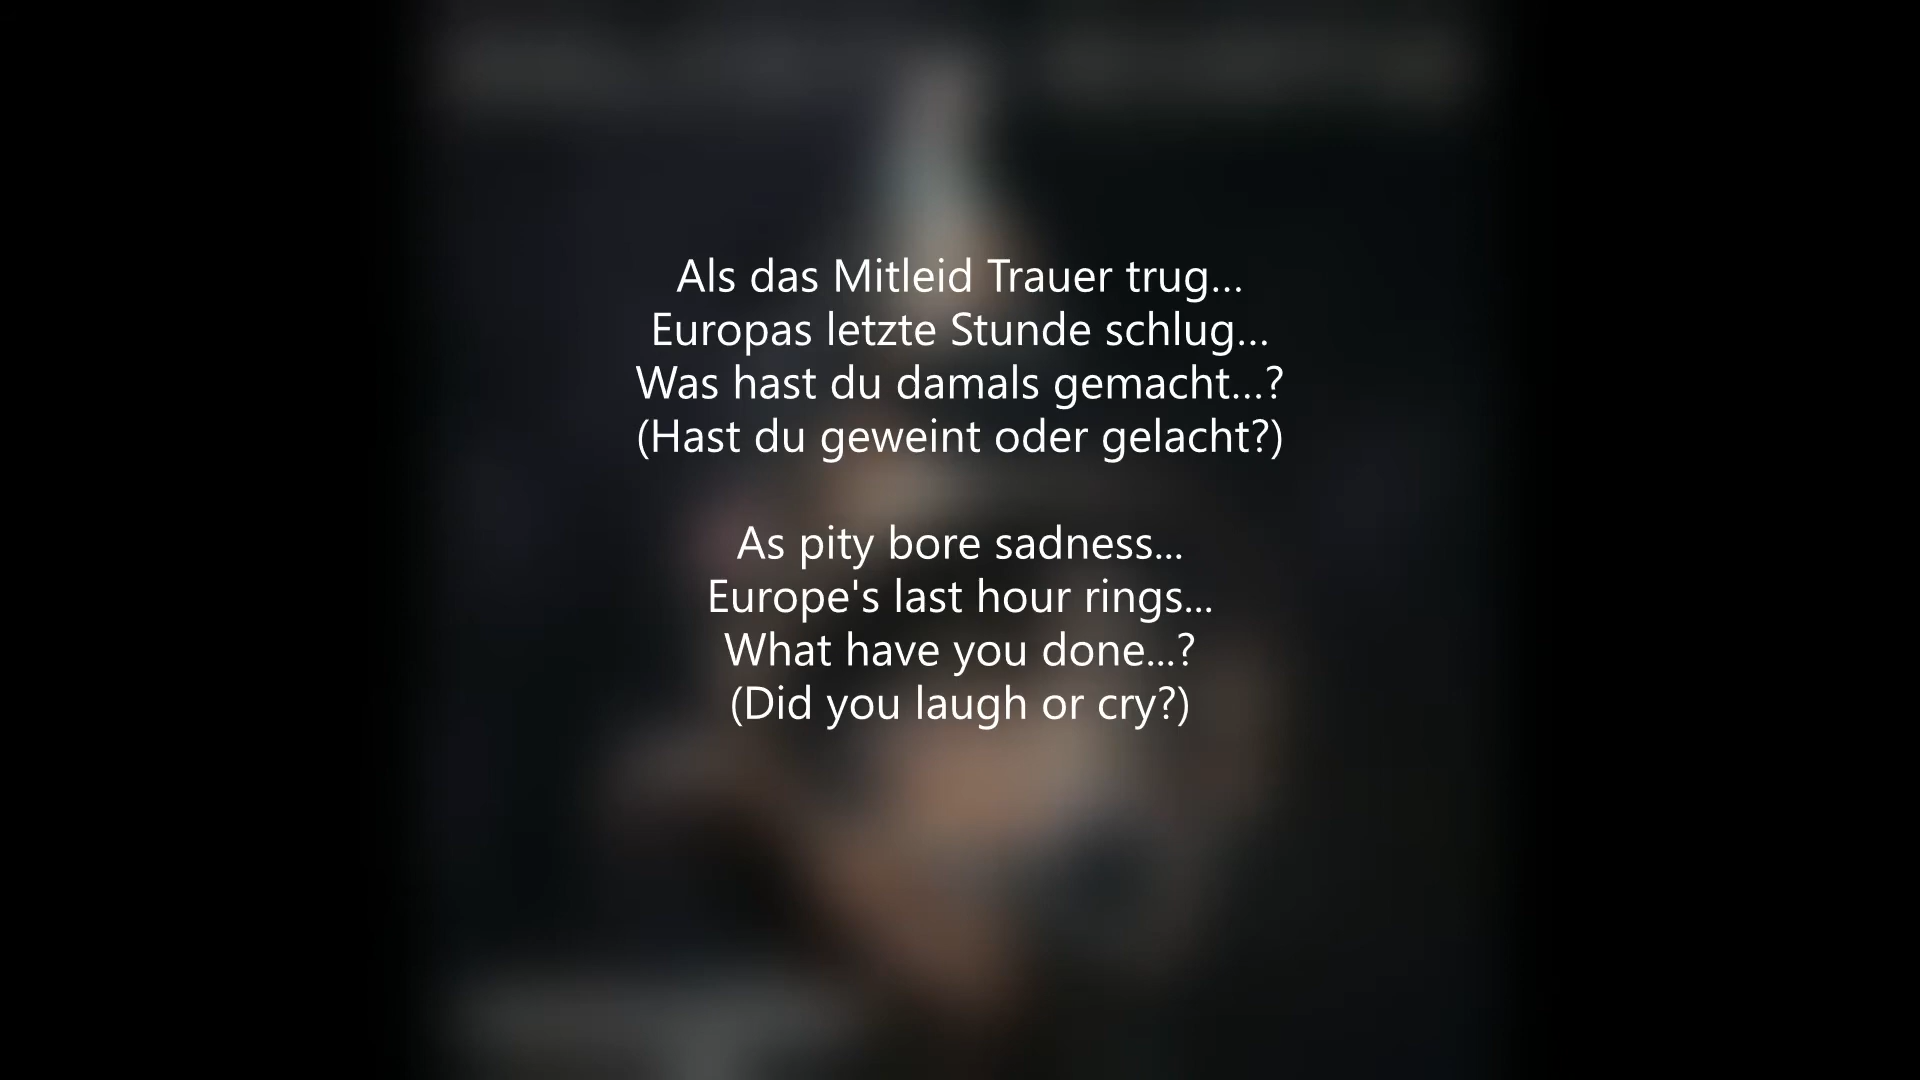 Als das Mitleid Trauer trug...
Europas letzte Stunde schlug...
Was hast du damals gemacht...?
(Hast du geweint oder gelacht?)
As pity bore sadness...
Europe's last hour rings...
What have you done...?
(Did you laugh or cry?)